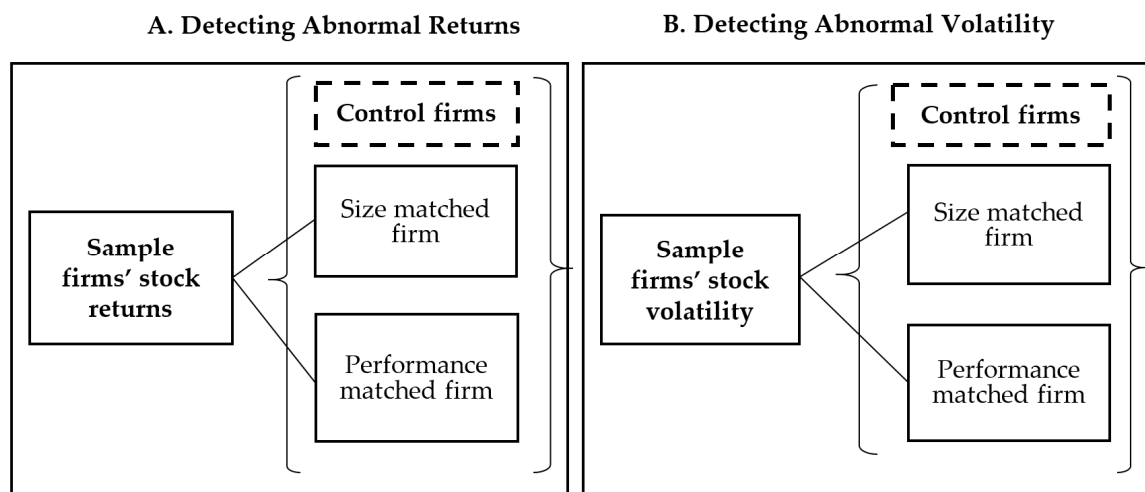 A. Detecting Abnormal Returns
Control firms
Size matched
firm
Sample
firms’ stock
returns
Performance
matched firm
B. Detecting Abnormal Volatility
Control firms
Size matched
firm
Sample
firms’ stock
volatility
Performance
matched firm